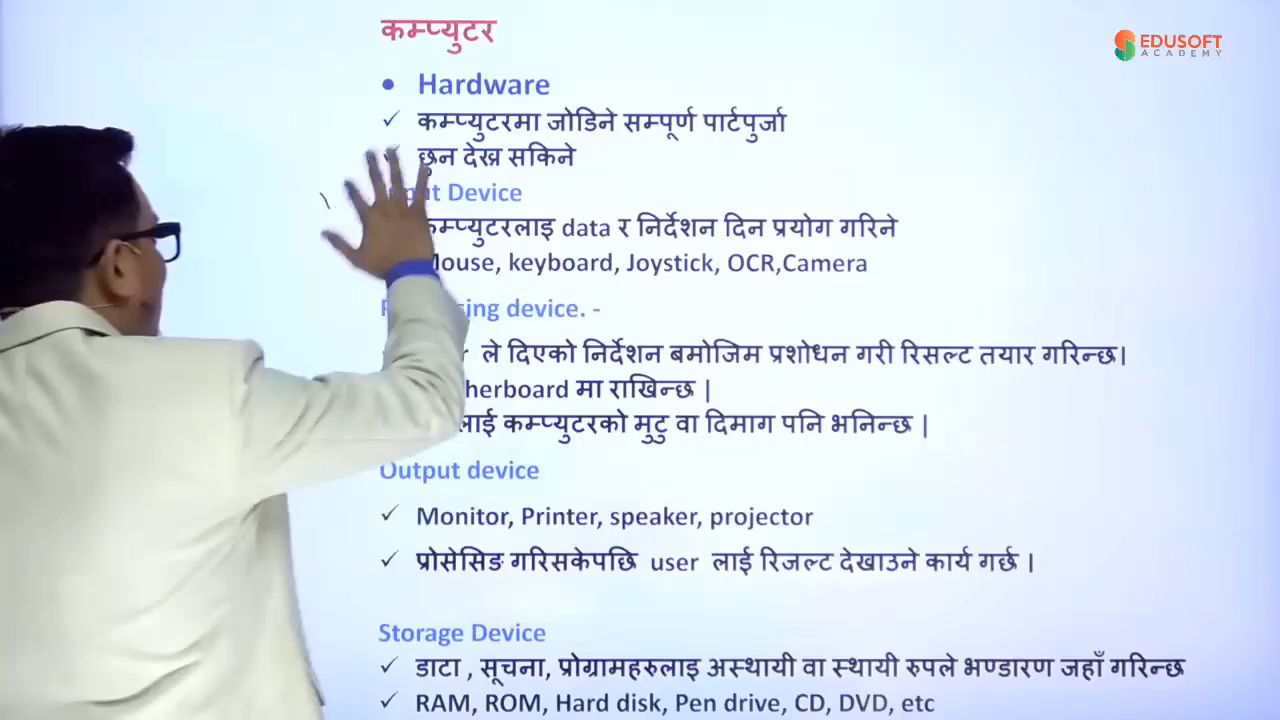 कम्प्युटर
EDUSOFT
ACADEMY
• Hardware
✓ कम्प्युटरमा जोडिने सम्पूर्ण पार्टपुर्जा
छुन देख्न सकिने
Device
कम्प्युटरलाइ data र निर्देशन दिन प्रयोग गरिने
Mouse, keyboard, Joystick, OCR,Camera
device. -
ले दिएको निर्देशन बमोजिम प्रशोधन गरी रिसल्ट तयार गरिन्छ।
मा राखिन्छ |
लाई कम्प्युटरको मुटु वा दिमाग पनि भनिन्छ |
Output device
✓ Monitor, Printer, speaker, projector
✓ प्रोसेसिङ गरिसकेपछि user लाई रिजल्ट देखाउने कार्य गर्छ |
Storage Device
✓ डाटा , सूचना, प्रोग्रामहरुलाइ अस्थायी वा स्थायी रुपले भण्डारण जहाँ गरिन्छ
✓ RAM, ROM, Hard disk, Pen drive, CD, DVD, etc